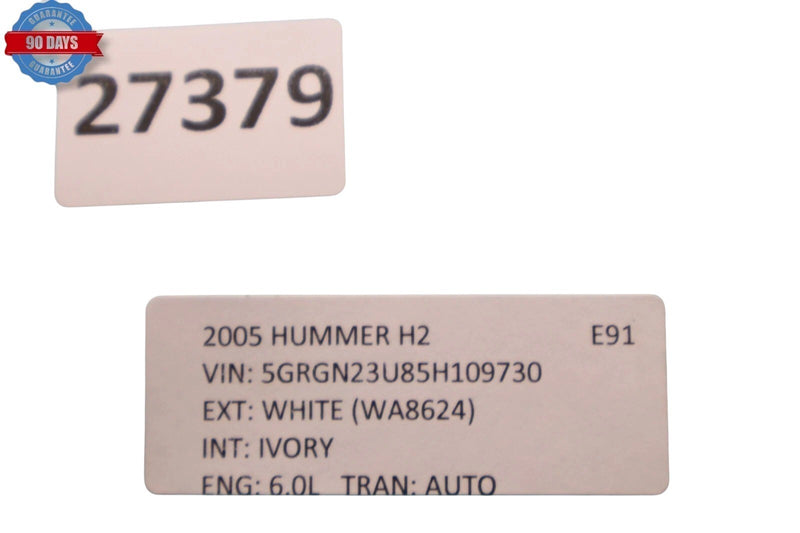 GUARANTEE
90 DAYS
GUARANTEE
27379
2005 HUMMER H2 E91
VIN: 5GRGN23U85H109730
EXT: WHITE (WA8624)
INT: IVORY
ENG: 6.0L TRAN: AUTO